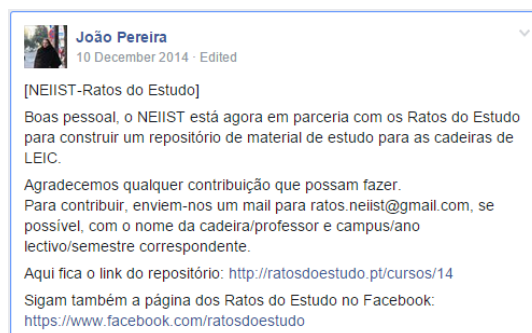 João Pereira
10 December 2014 · Edited
[NEIIST-Ratos do Estudo]
Boas pessoal, o NEIIST está agora em parceria com os Ratos do Estudo
para construir um repositório de material de estudo para as cadeiras de
LEIC.
Agradecemos qualquer contribuição que possam fazer.
Para contribuir, enviem-nos um mail para ratos.neiist@gmail.com, se
possível, com o nome da cadeira/professor e campus/ano
lectivo/semestre correspondente.
Aqui fica o link do repositório: http://ratosdoestudo.pt/cursos/14
Sigam também a página dos Ratos do Estudo no Facebook:
https://www.facebook.com/ratosdoestudo